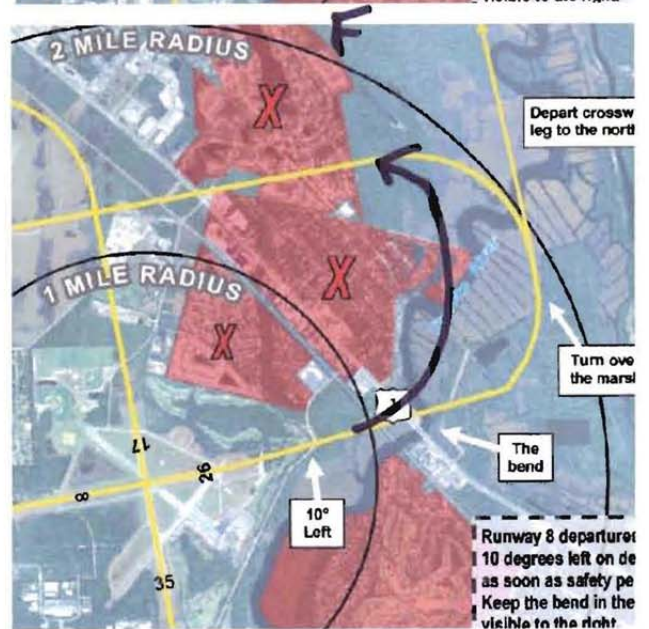 2 MILE RADIUS
X
Depart crossw
leg to the north
1 MILE RADIUS
X
X
Turn ove
the mars
1
The
bend
17
26
8
10°
Left
35
Runway 8 departures
10 degrees left on de
as soon as safety pe
Keep the bend in the
visible to the right.